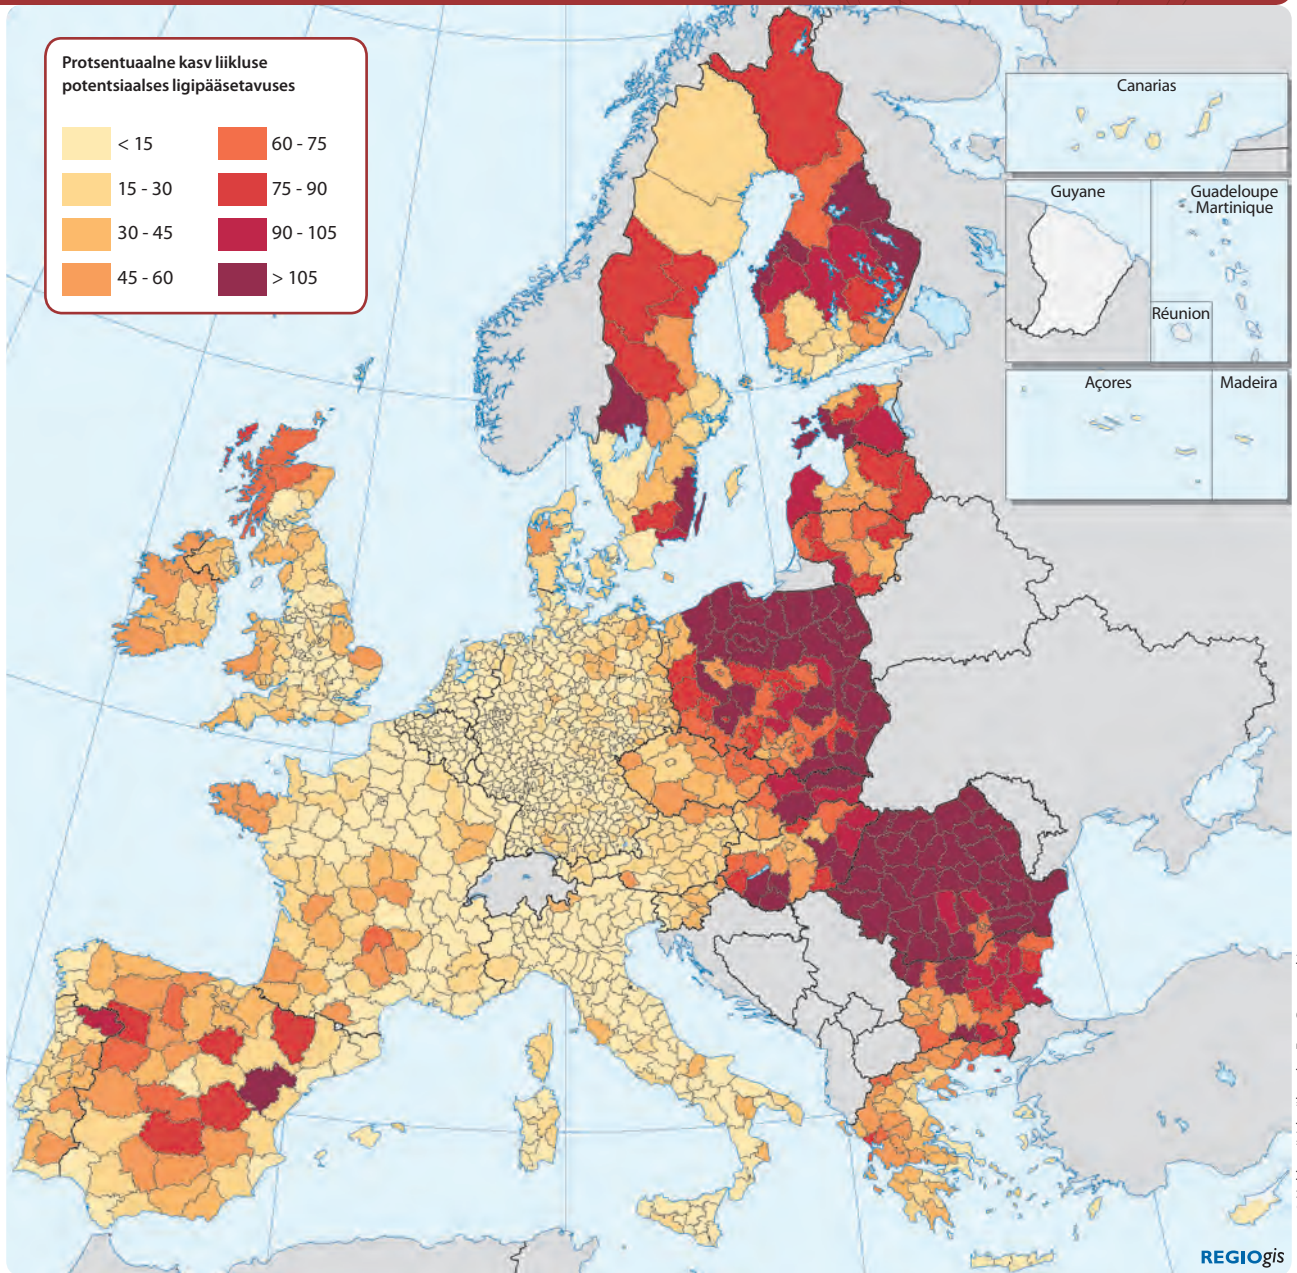 Protsentuaalne kasv liikluse
potentsiaalses ligipääsetavuses
< 15
15 - 30
30 - 45
45 - 60
60 - 75
75 - 90
90 - 105
> 105
Canarias
Guyane
Guadeloupe
Martinique
Réunion
Açores
Madeira
REGIOgis